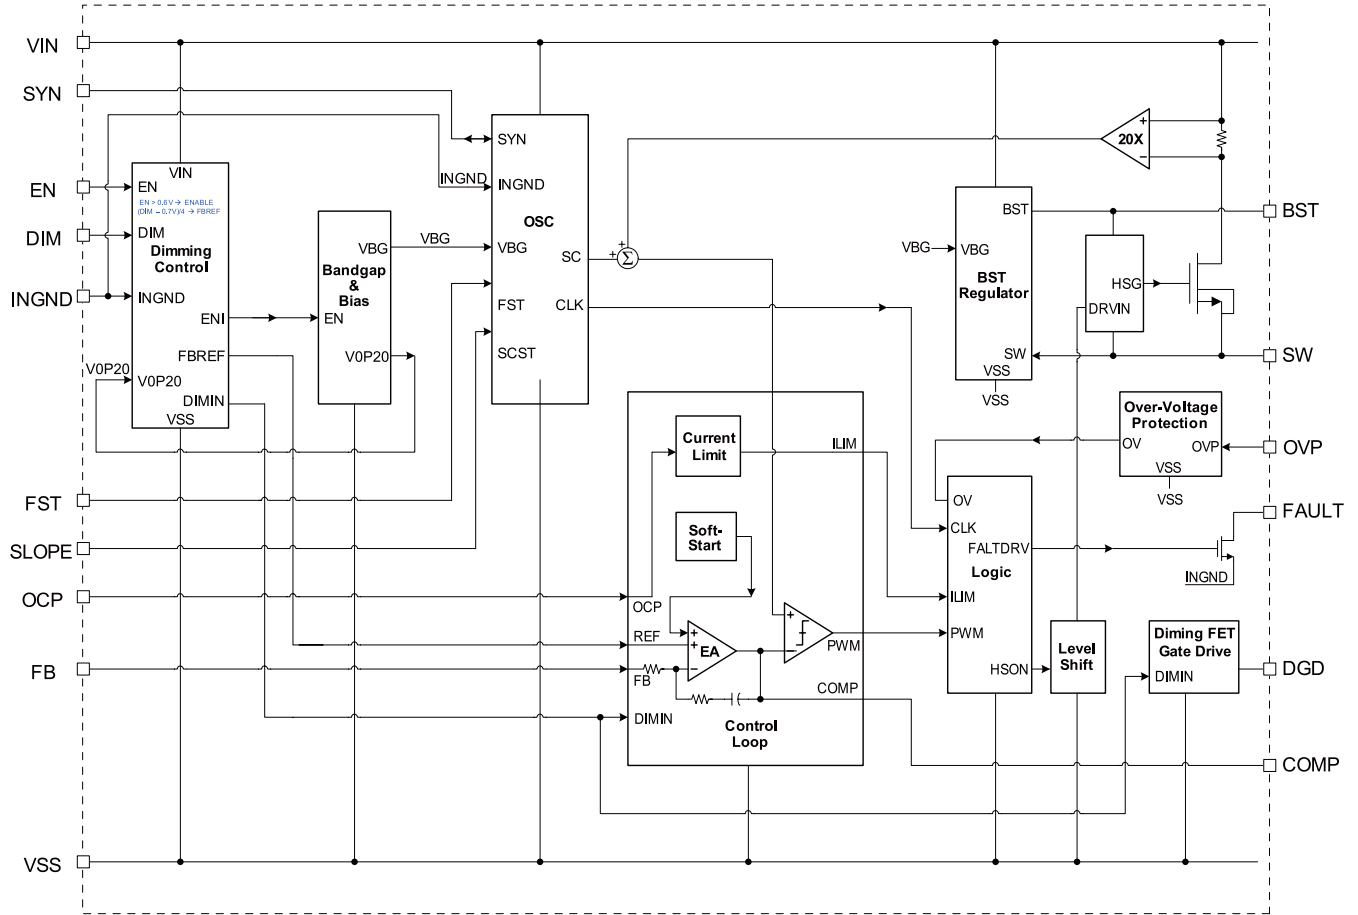 VIN
SYN
EN
DIM
INGND
FST
SLOPE
OCP
FB
VSS
VIN
EN
EN > 0.6V → ENABLE
(DIM – 0.7V)/4 → FBREF
DIM
Dimming
Control
INGND
ENI
FBREF
V0P20
V0P20
DIMIN
VSS
VBG
Bandgap
&
Bias
EN
V0P20
VBG
INGND
SYN
INGND
OSC
VBG
SC
FST
CLK
SCST
+
+
Σ
20X
+
–
BST
VBG
VBG
BST
Regulator
SW
VSS
VSS
HSG
DRVIN
Over-Voltage
Protection
OV
OVP
VSS
VSS
Current
Limit
ILIM
Soft-
Start
OCP
REF
+
+
–
EA
FB
+
–
PWM
COMP
DIMIN
Control
Loop
OV
CLK
FALTDRV
Logic
ILIM
PWM
HSON
INGND
Level
Shift
Diming FET
Gate Drive
DIMIN
BST
SW
OVP
FAULT
DGD
COMP